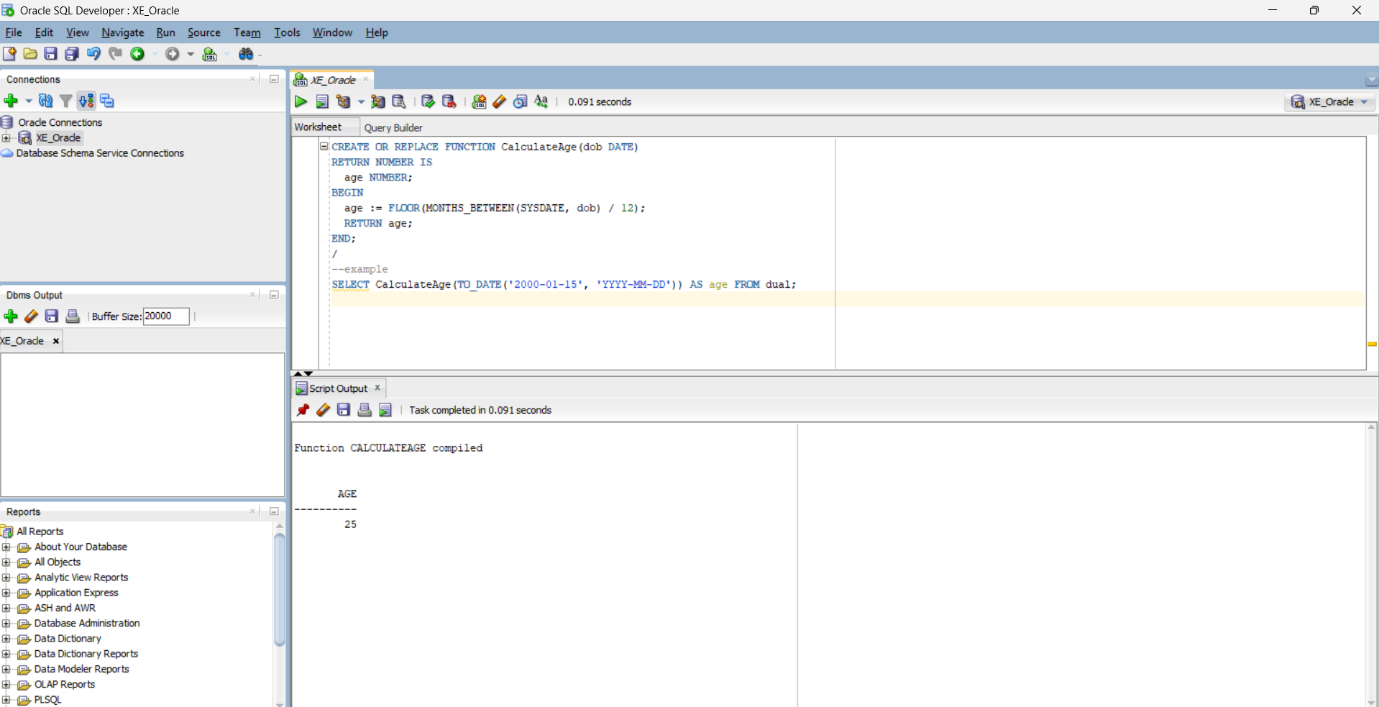 Oracle SQL Developer : XE_Oracle
File Edit View Navigate Run Source Team Tools Window Help
Connections
Oracle Connections
XE_Oracle
Database Schema Service Connections
Dbms Output
Buffer Size: 20000
XE_Oracle
Reports
All Reports
About Your Database
All Objects
Analytic View Reports
Application Express
ASH and AWR
Database Administration
Data Dictionary
Data Dictionary Reports
Data Modeler Reports
OLAP Reports
PLSQL
XE_Oracle
0.091 seconds
XE_Oracle
Worksheet Query Builder
CREATE OR REPLACE FUNCTION CalculateAge(dob DATE)
RETURN NUMBER IS
  age NUMBER;
BEGIN
  age := FLOOR(MONTHS_BETWEEN(SYSDATE, dob) / 12);
  RETURN age;
END;
/
--example
SELECT CalculateAge(TO_DATE('2000-01-15', 'YYYY-MM-DD')) AS age FROM dual;
Script Output
Task completed in 0.091 seconds
Function CALCULATEAGE compiled
AGE
----------
25